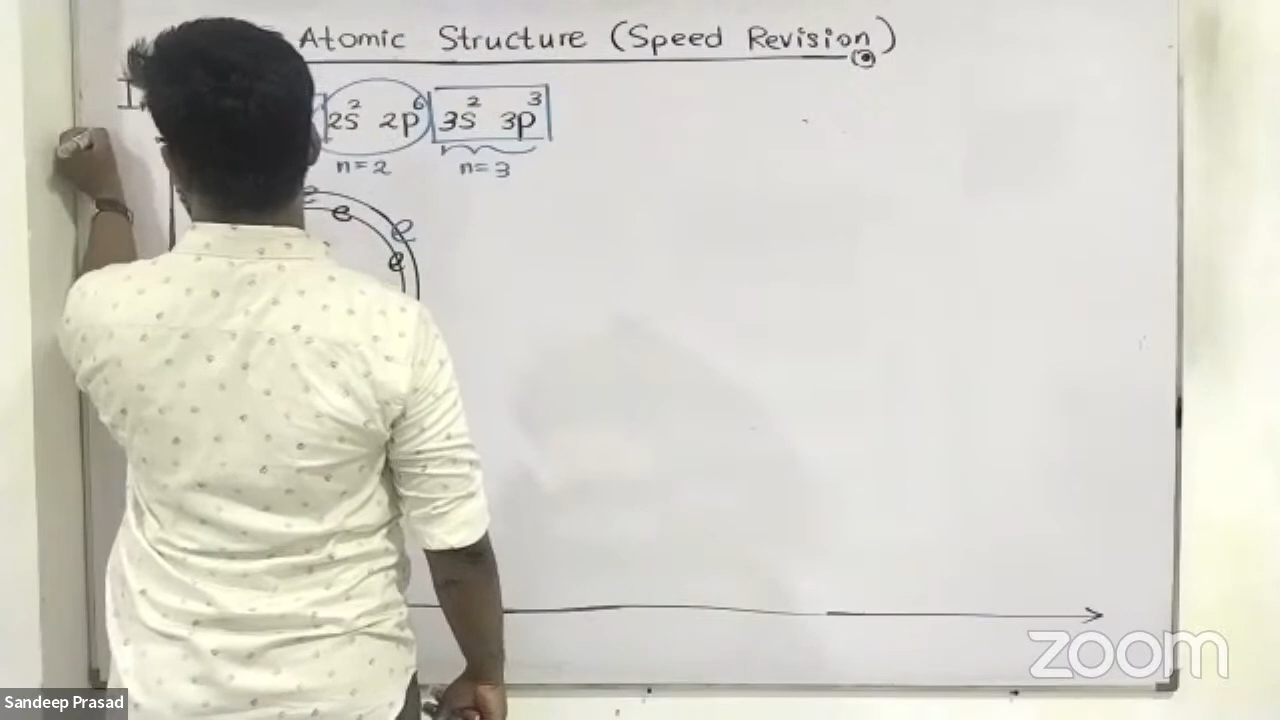 Atomic Structure (Speed Revision)
2s² 2p⁶ 3s² 3p³
n=2 n=3
e e e
e
zoom
Sandeep Prasad